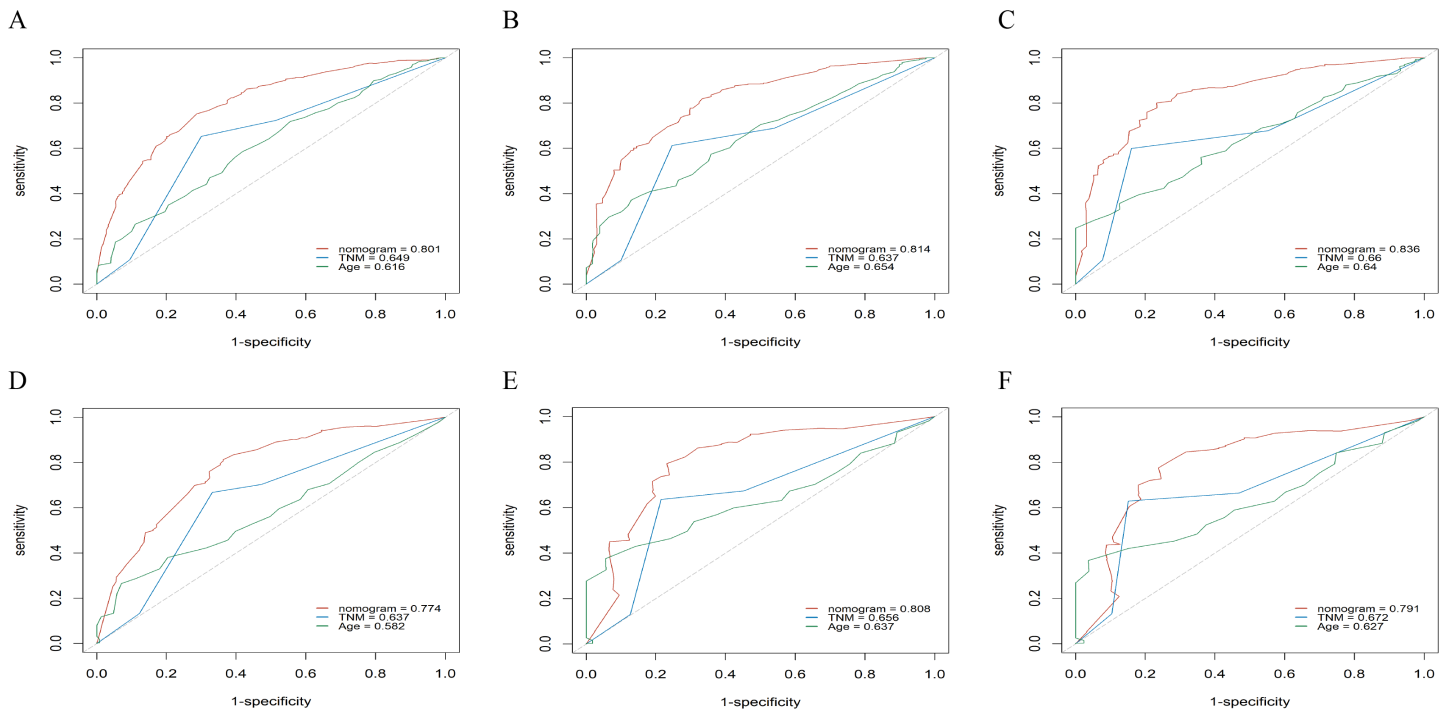 A
sensitivity
0.0 0.2 0.4 0.6 0.8 1.0
nomogram = 0.801
TNM = 0.649
Age = 0.616
0.0 0.2 0.4 0.6 0.8 1.0
1-specificity
B
sensitivity
0.0 0.2 0.4 0.6 0.8 1.0
nomogram = 0.814
TNM = 0.637
Age = 0.654
0.0 0.2 0.4 0.6 0.8 1.0
1-specificity
C
sensitivity
0.0 0.2 0.4 0.6 0.8 1.0
nomogram = 0.836
TNM = 0.66
Age = 0.64
0.0 0.2 0.4 0.6 0.8 1.0
1-specificity
D
sensitivity
0.0 0.2 0.4 0.6 0.8 1.0
nomogram = 0.774
TNM = 0.637
Age = 0.582
0.0 0.2 0.4 0.6 0.8 1.0
1-specificity
E
sensitivity
0.0 0.2 0.4 0.6 0.8 1.0
nomogram = 0.808
TNM = 0.656
Age = 0.637
0.0 0.2 0.4 0.6 0.8 1.0
1-specificity
F
sensitivity
0.0 0.2 0.4 0.6 0.8 1.0
nomogram = 0.791
TNM = 0.672
Age = 0.627
0.0 0.2 0.4 0.6 0.8 1.0
1-specificity